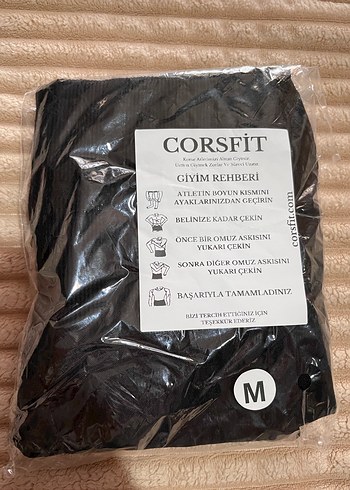 CORSFİT
GİYİM REHBERİ
ATLETİN BOYUN KISMINI
AYAKLARINIZDAN GEÇİRİN
BELİNİZE KADAR ÇEKİN
ÖNCE BİR OMUZ ASKISINI
YUKARI ÇEKİN
SONRA DİĞER OMUZ ASKISINI
YUKARI ÇEKİN
BAŞARIYLA TAMAMLADINIZ
BİZİ TERCİH ETTİĞİNİZ İÇİN
TEŞEKKÜR EDERİZ
corsfit.com
M